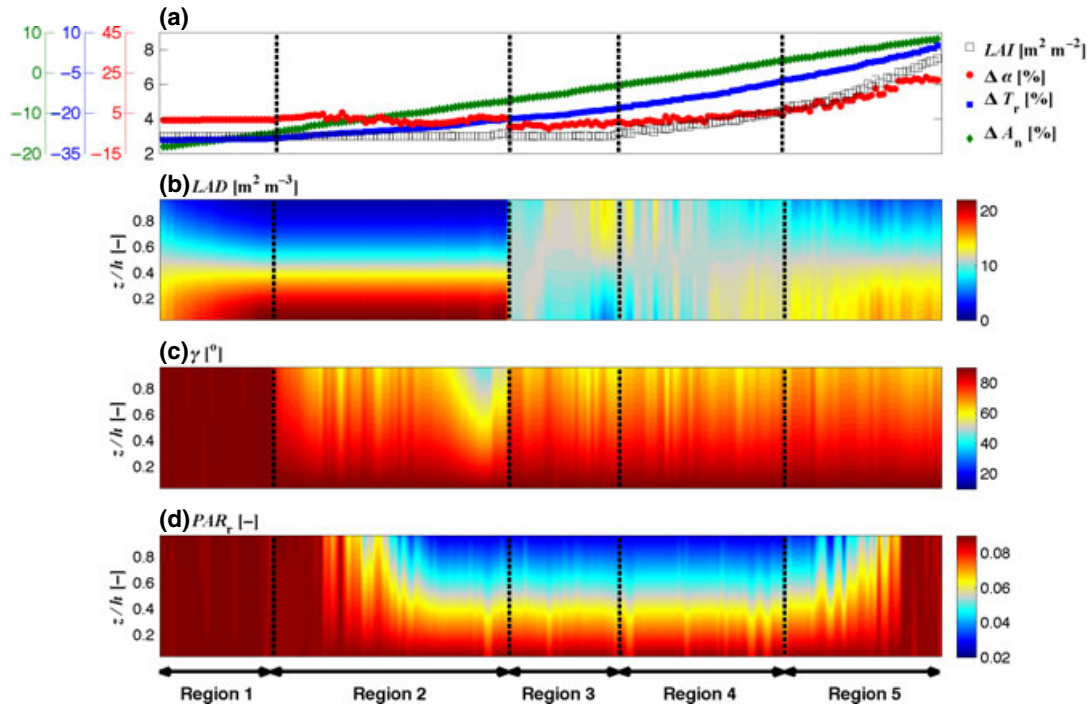 (a)
10 10 45 8
0 −5 25 6
−10 −20 5 4
−20 −35 −15 2
LAI [m² m⁻²]
Δ α [%]
Δ Tᵣ [%]
Δ Aₙ [%]
(b) LAD [m² m⁻³]
z/h [−]
0.8
0.6
0.4
0.2
20
10
0
(c) γ [°]
z/h [−]
0.8
0.6
0.4
0.2
80
60
40
20
(d) PARᵣ [−]
z/h [−]
0.8
0.6
0.4
0.2
0.08
0.06
0.04
0.02
Region 1 Region 2 Region 3 Region 4 Region 5